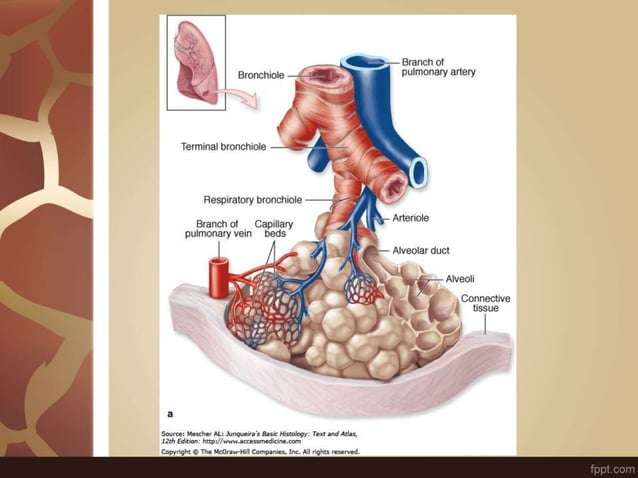 Bronchiole
Branch of
pulmonary artery
Terminal bronchiole
Respiratory bronchiole
Branch of
pulmonary vein
Capillary
beds
Arteriole
Alveolar duct
Alveoli
Connective
tissue
a
Source: Mescher AL: Junqueira's Basic Histology: Text and Atlas,
12th Edition: http://www.accessmedicine.com
Copyright © The McGraw-Hill Companies, Inc. All rights reserved.
fppt.com